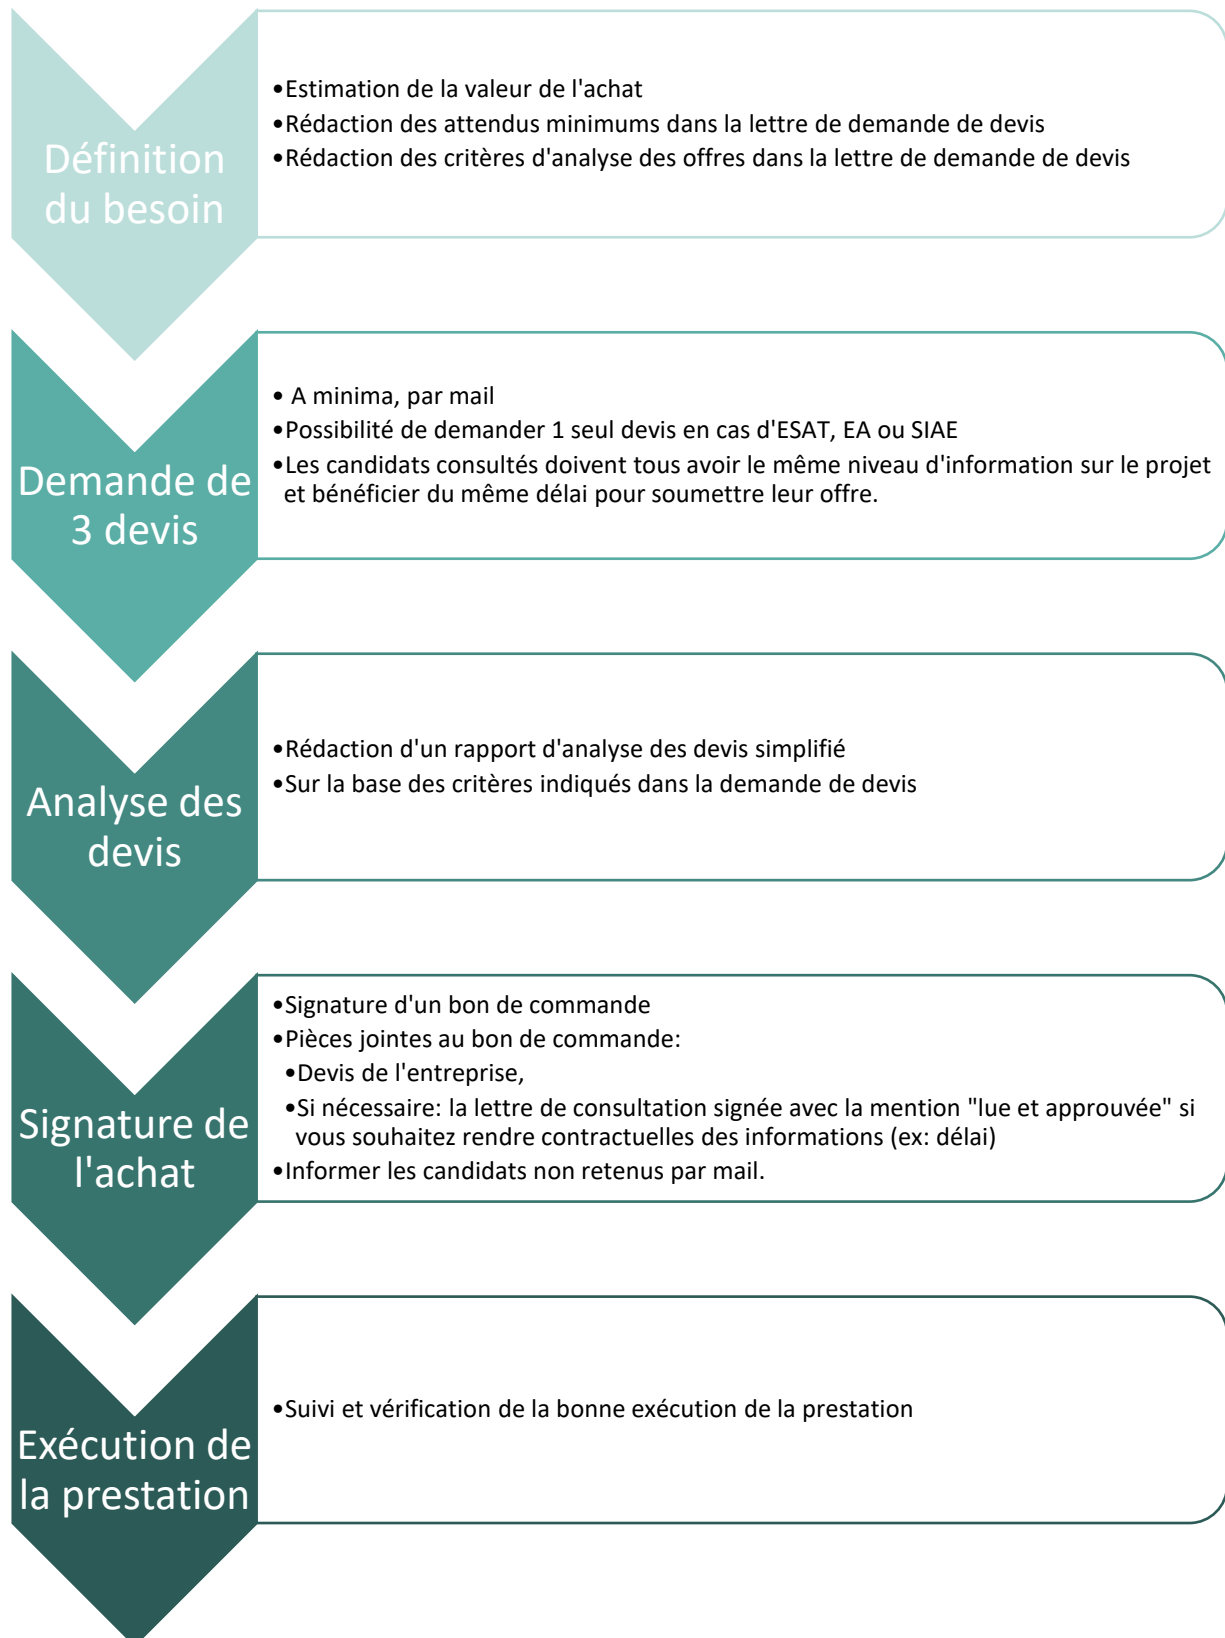 Définition
du besoin
•Estimation de la valeur de l'achat
•Rédaction des attendus minimums dans la lettre de demande de devis
•Rédaction des critères d'analyse des offres dans la lettre de demande de devis
Demande de
3 devis
• A minima, par mail
•Possibilité de demander 1 seul devis en cas d'ESAT, EA ou SIAE
•Les candidats consultés doivent tous avoir le même niveau d'information sur le projet
et bénéficier du même délai pour soumettre leur offre.
Analyse des
devis
•Rédaction d'un rapport d'analyse des devis simplifié
•Sur la base des critères indiqués dans la demande de devis
Signature de
l'achat
•Signature d'un bon de commande
•Pièces jointes au bon de commande:
•Devis de l'entreprise,
•Si nécessaire: la lettre de consultation signée avec la mention "lue et approuvée" si
vous souhaitez rendre contractuelles des informations (ex: délai)
•Informer les candidats non retenus par mail.
Exécution de
la prestation
•Suivi et vérification de la bonne exécution de la prestation